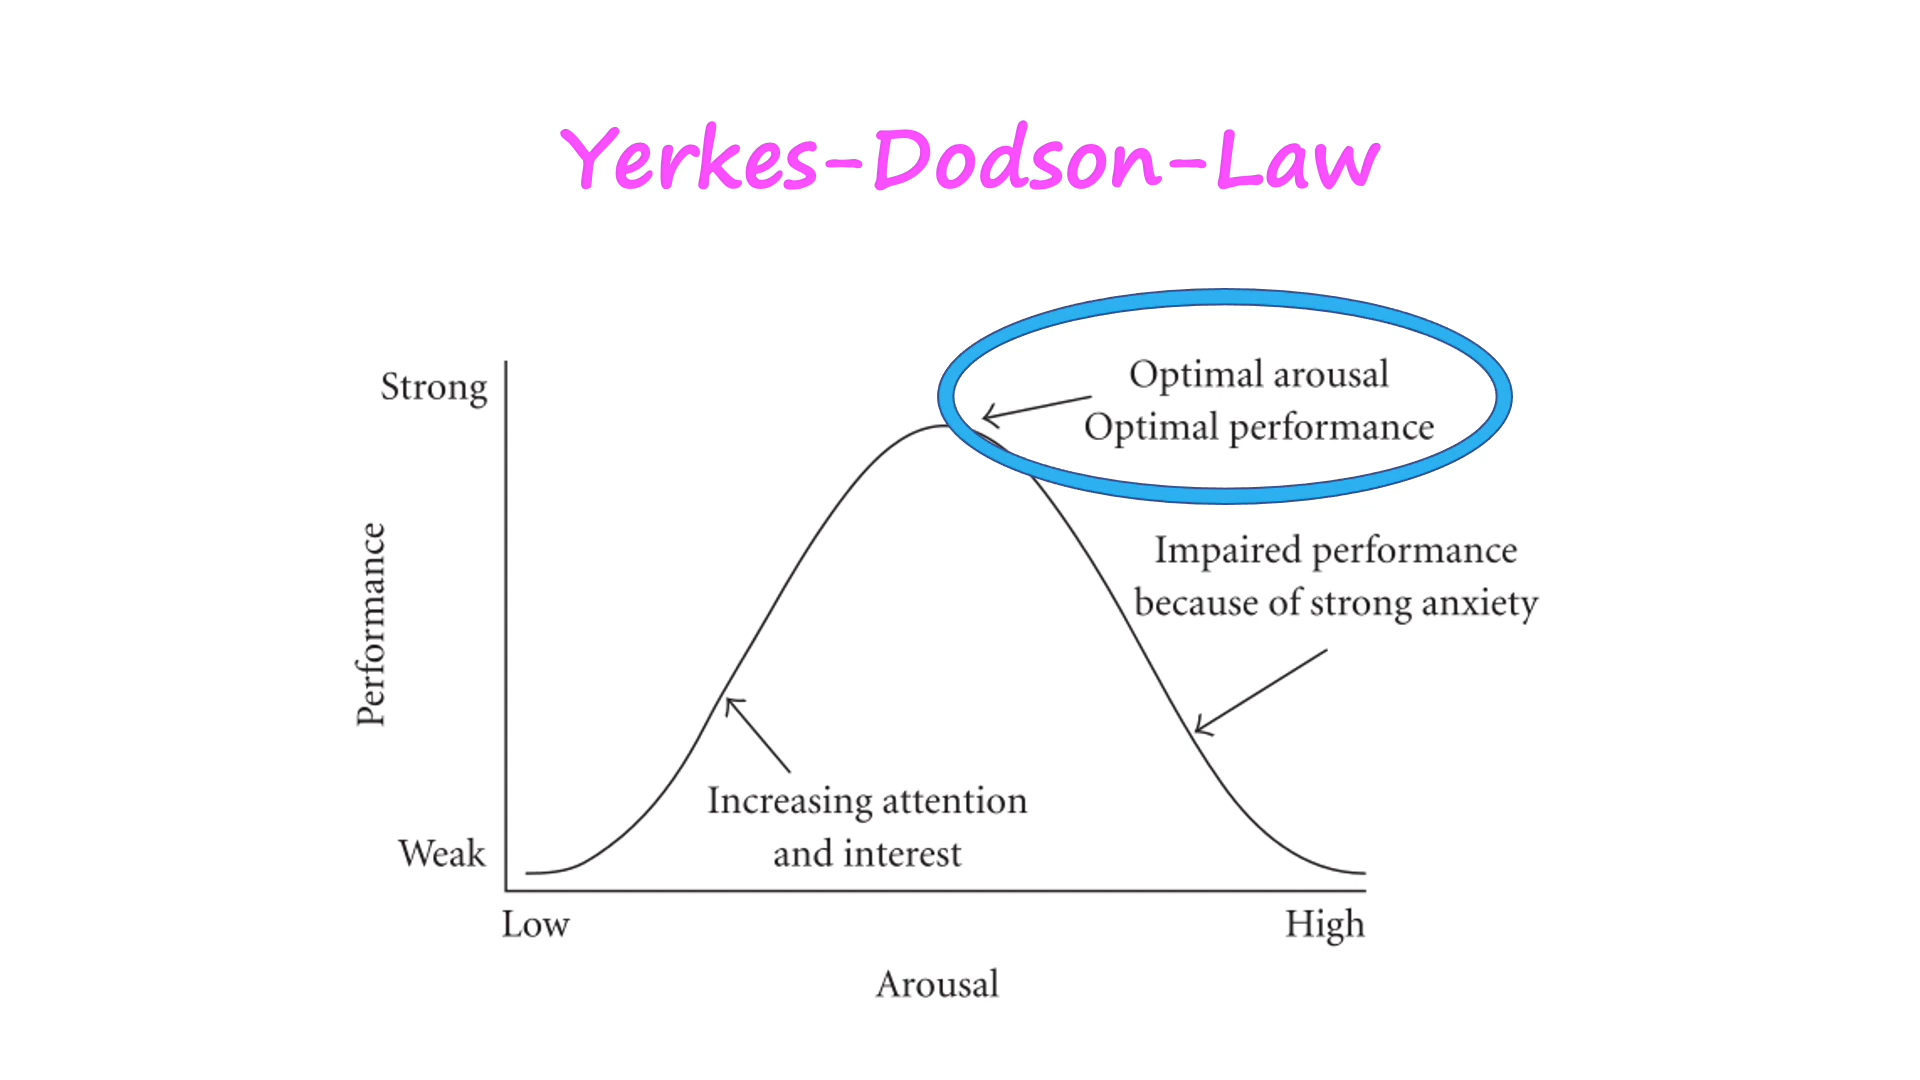 Yerkes-Dodson-Law
Strong
Optimal arousal
Optimal performance
Impaired performance
because of strong anxiety
Performance
Increasing attention
and interest
Weak
Low
High
Arousal